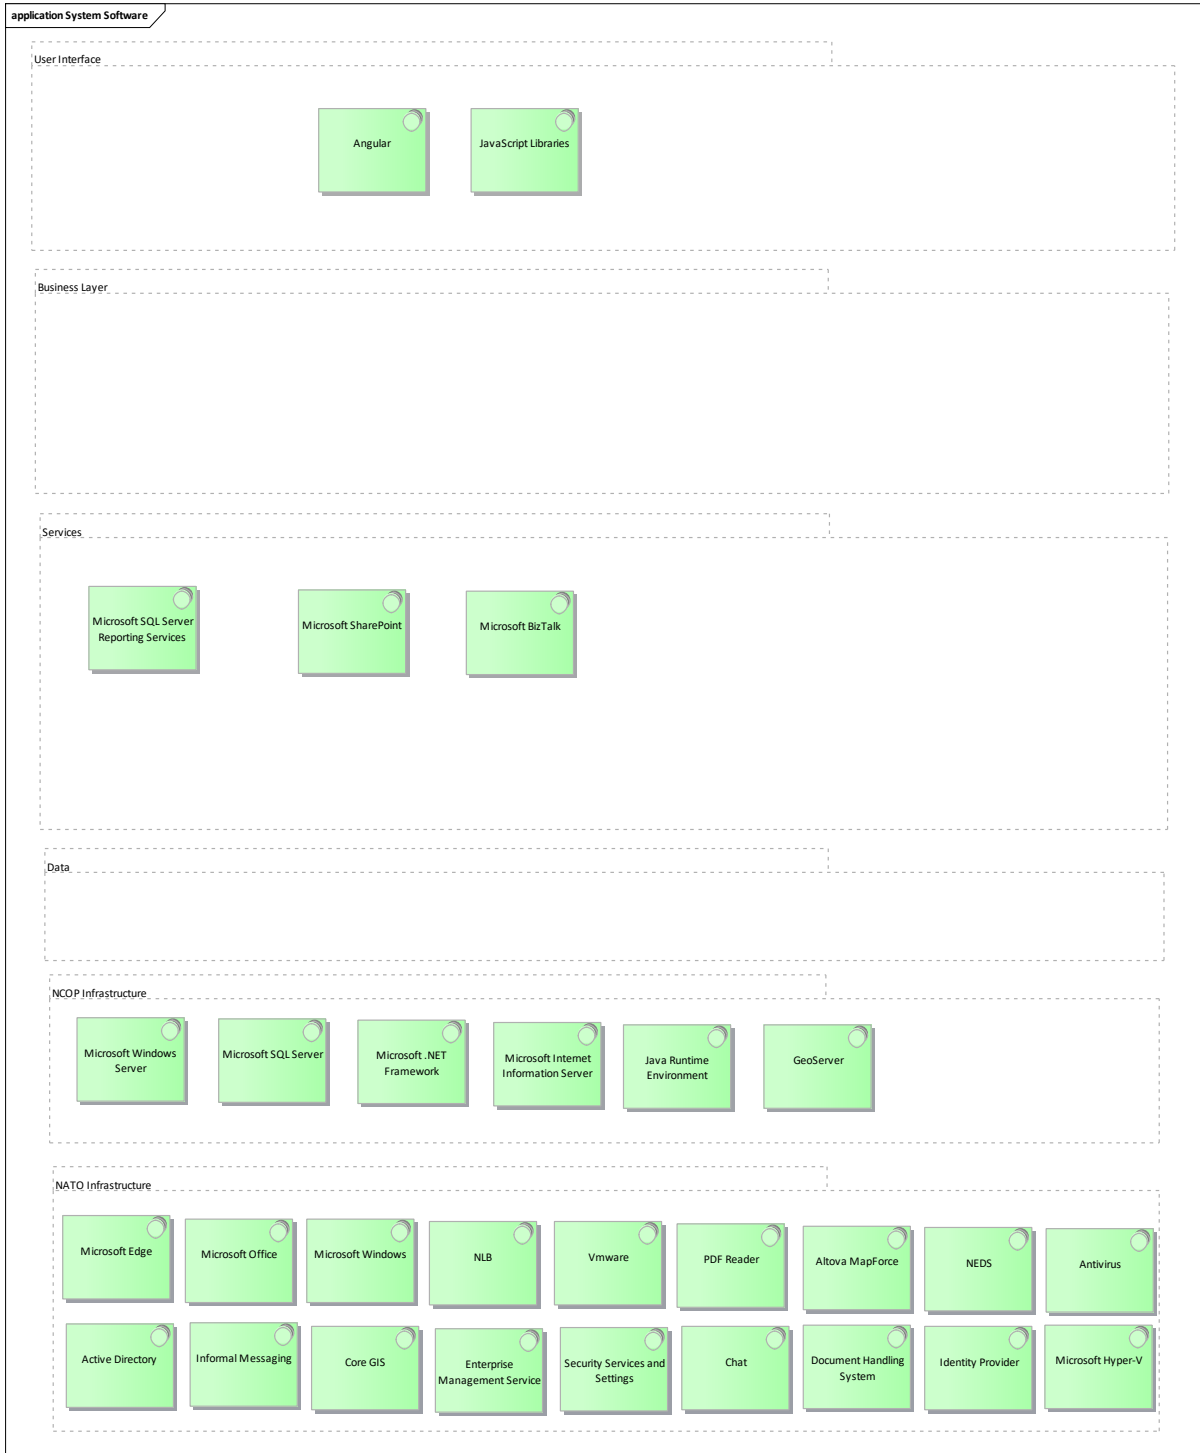 application System Software
User Interface
Angular
JavaScript Libraries
Business Layer
Services
Microsoft SQL Server
Reporting Services
Microsoft SharePoint
Microsoft BizTalk
Data
NCOP Infrastructure
Microsoft Windows
Server
Microsoft SQL Server
Microsoft .NET
Framework
Microsoft Internet
Information Server
Java Runtime
Environment
GeoServer
NATO Infrastructure
Microsoft Edge
Microsoft Office
Microsoft Windows
NLB
Vmware
PDF Reader
Altova MapForce
NEDS
Antivirus
Active Directory
Informal Messaging
Core GIS
Enterprise
Management Service
Security Services and
Settings
Chat
Document Handling
System
Identity Provider
Microsoft Hyper-V